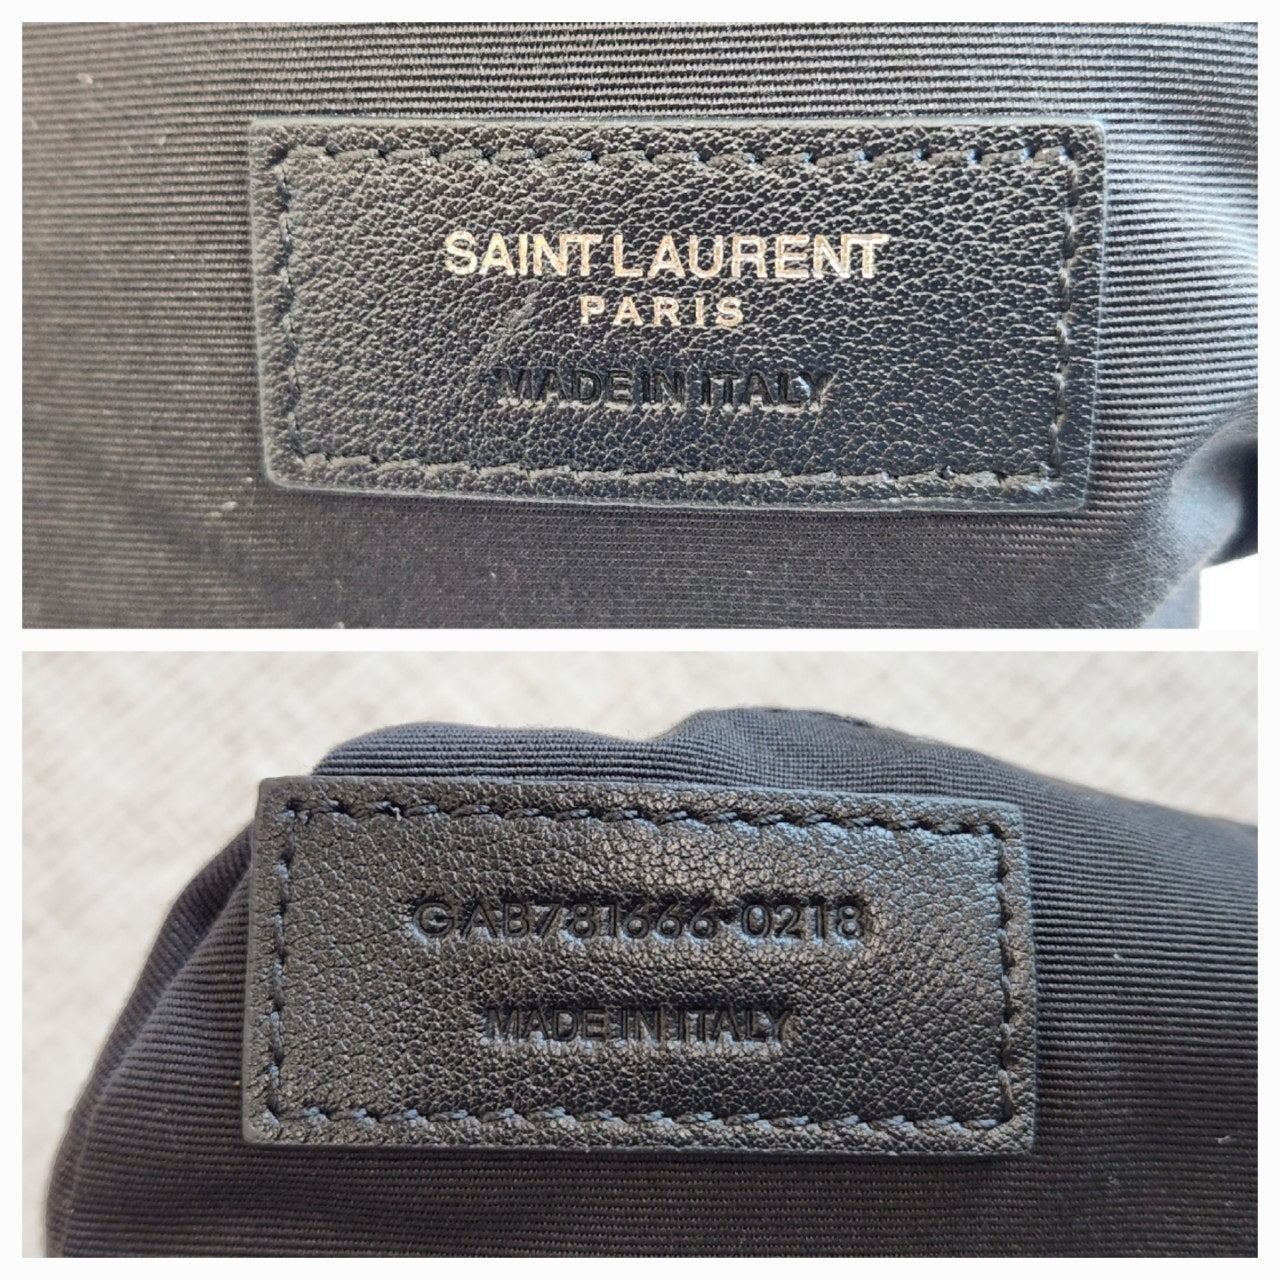 SAINT LAURENT
PARIS
MADE IN ITALY
GAB781666-0218
MADE IN ITALY